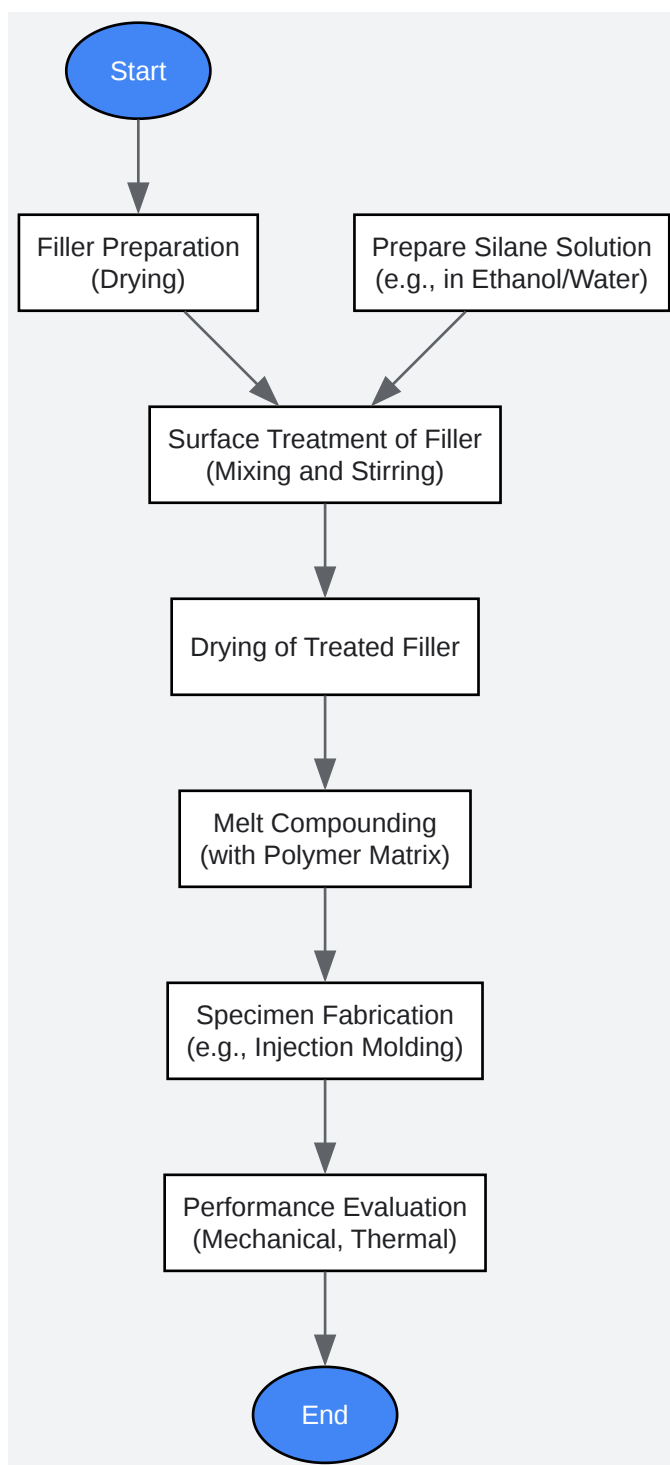 Start
Filler Preparation
(Drying)
Prepare Silane Solution
(e.g., in Ethanol/Water)
Surface Treatment of Filler
(Mixing and Stirring)
Drying of Treated Filler
Melt Compounding
(with Polymer Matrix)
Specimen Fabrication
(e.g., Injection Molding)
Performance Evaluation
(Mechanical, Thermal)
End